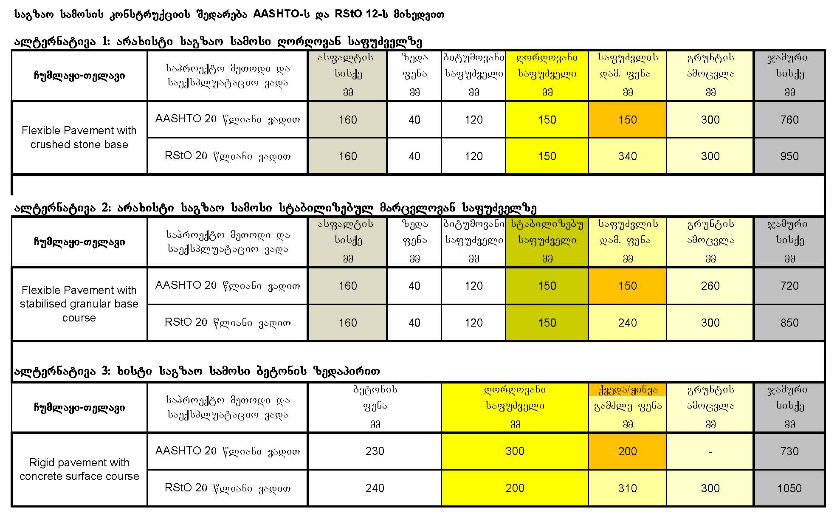 საგზაო სამოსის კონსტრუქციის შედარება AASHTO-ს და RStO 12-ს მიხედვით
ალტერნატივა 1: არახისტი საგზაო სამოსი ღორღოვან საფუძველზე
ჩუმლაყი-თელავი
საპროექტო მეთოდი და
საექსპლუატაციო ვადა
ასფალტის
სისქე
მმ
ზედა
ფენა
მმ
ბიტუმოვანი
საფუძველი
მმ
ღორღოვანი
საფუძველი
მმ
საფუძვლის
დამ. ფენა
მმ
გრუნტის
ამოცვლა
მმ
ჯამური
სისქე
მმ
Flexible Pavement with
crushed stone base
AASHTO 20 წლიანი ვადით 160 40 120 150 150 300 760
RStO 20 წლიანი ვადით 160 40 120 150 340 300 950
ალტერნატივა 2: არახისტი საგზაო სამოსი სტაბილიზებულ მარცვლოვან საფუძველზე
ჩუმლაყი-თელავი
საპროექტო მეთოდი და
საექსპლუატაციო ვადა
ასფალტის
სისქე
მმ
ზედა
ფენა
მმ
ბიტუმოვანი
საფუძველი
მმ
სტაბილიზებუ
საფუძველი
მმ
საფუძვლის
დამ. ფენა
მმ
გრუნტის
ამოცვლა
მმ
ჯამური
სისქე
მმ
Flexible Pavement with
stabilised granular base
course
AASHTO 20 წლიანი ვადით 160 40 120 150 150 260 720
RStO 20 წლიანი ვადით 160 40 120 150 240 300 850
ალტერნატივა 3: ხისტი საგზაო სამოსი ბეტონის ზედაპირით
ჩუმლაყი-თელავი
საპროექტო მეთოდი და
საექსპლუატაციო ვადა
ბეტონის
ფენა
მმ
ღორღოვანი
საფუძველი
მმ
ქვედა/ყინვა
გამძლე ფენა
მმ
გრუნტის
ამოცვლა
მმ
ჯამური
სისქე
მმ
Rigid pavement with
concrete surface course
AASHTO 20 წლიანი ვადით 230 300 200 - 730
RStO 20 წლიანი ვადით 240 200 310 300 1050